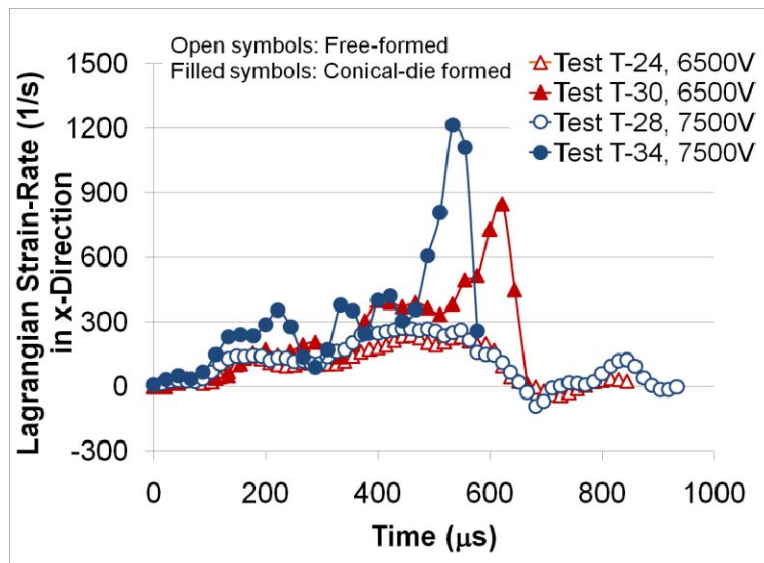 Open symbols: Free-formed
Filled symbols: Conical-die formed
Test T-24, 6500V
Test T-30, 6500V
Test T-28, 7500V
Test T-34, 7500V
Lagrangian Strain-Rate (1/s)
in x-Direction
1500
1200
900
600
300
0
-300
0 200 400 600 800 1000
Time (μs)